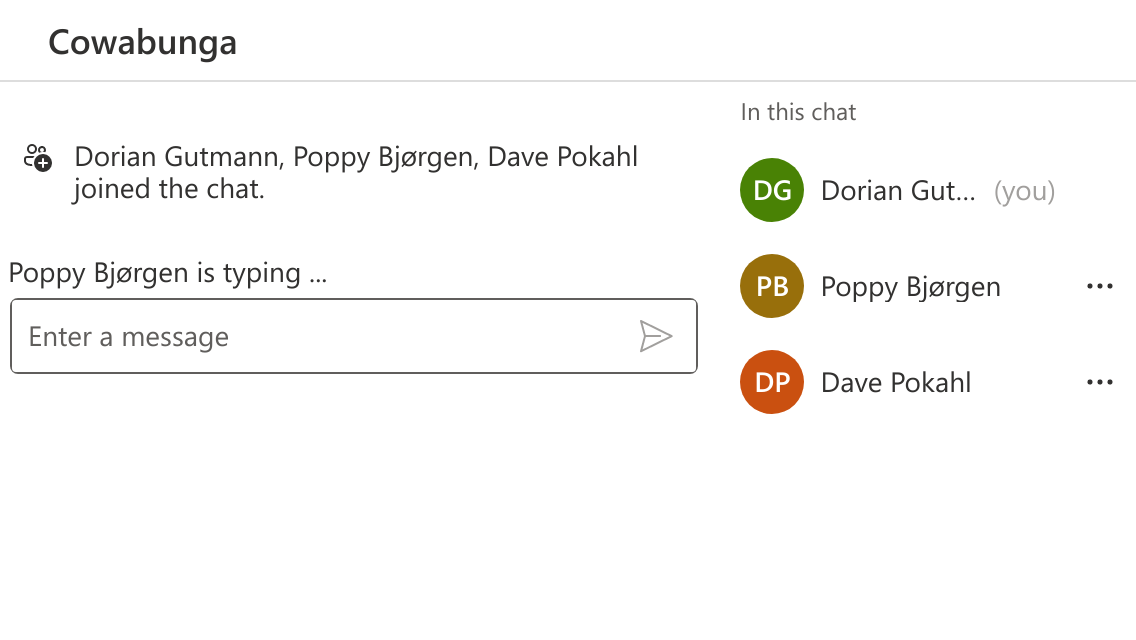 Cowabunga
Dorian Gutmann, Poppy Bjørgen, Dave Pokahl
joined the chat.
Poppy Bjørgen is typing ...
Enter a message
In this chat
DG Dorian Gut... (you)
PB Poppy Bjørgen
DP Dave Pokahl